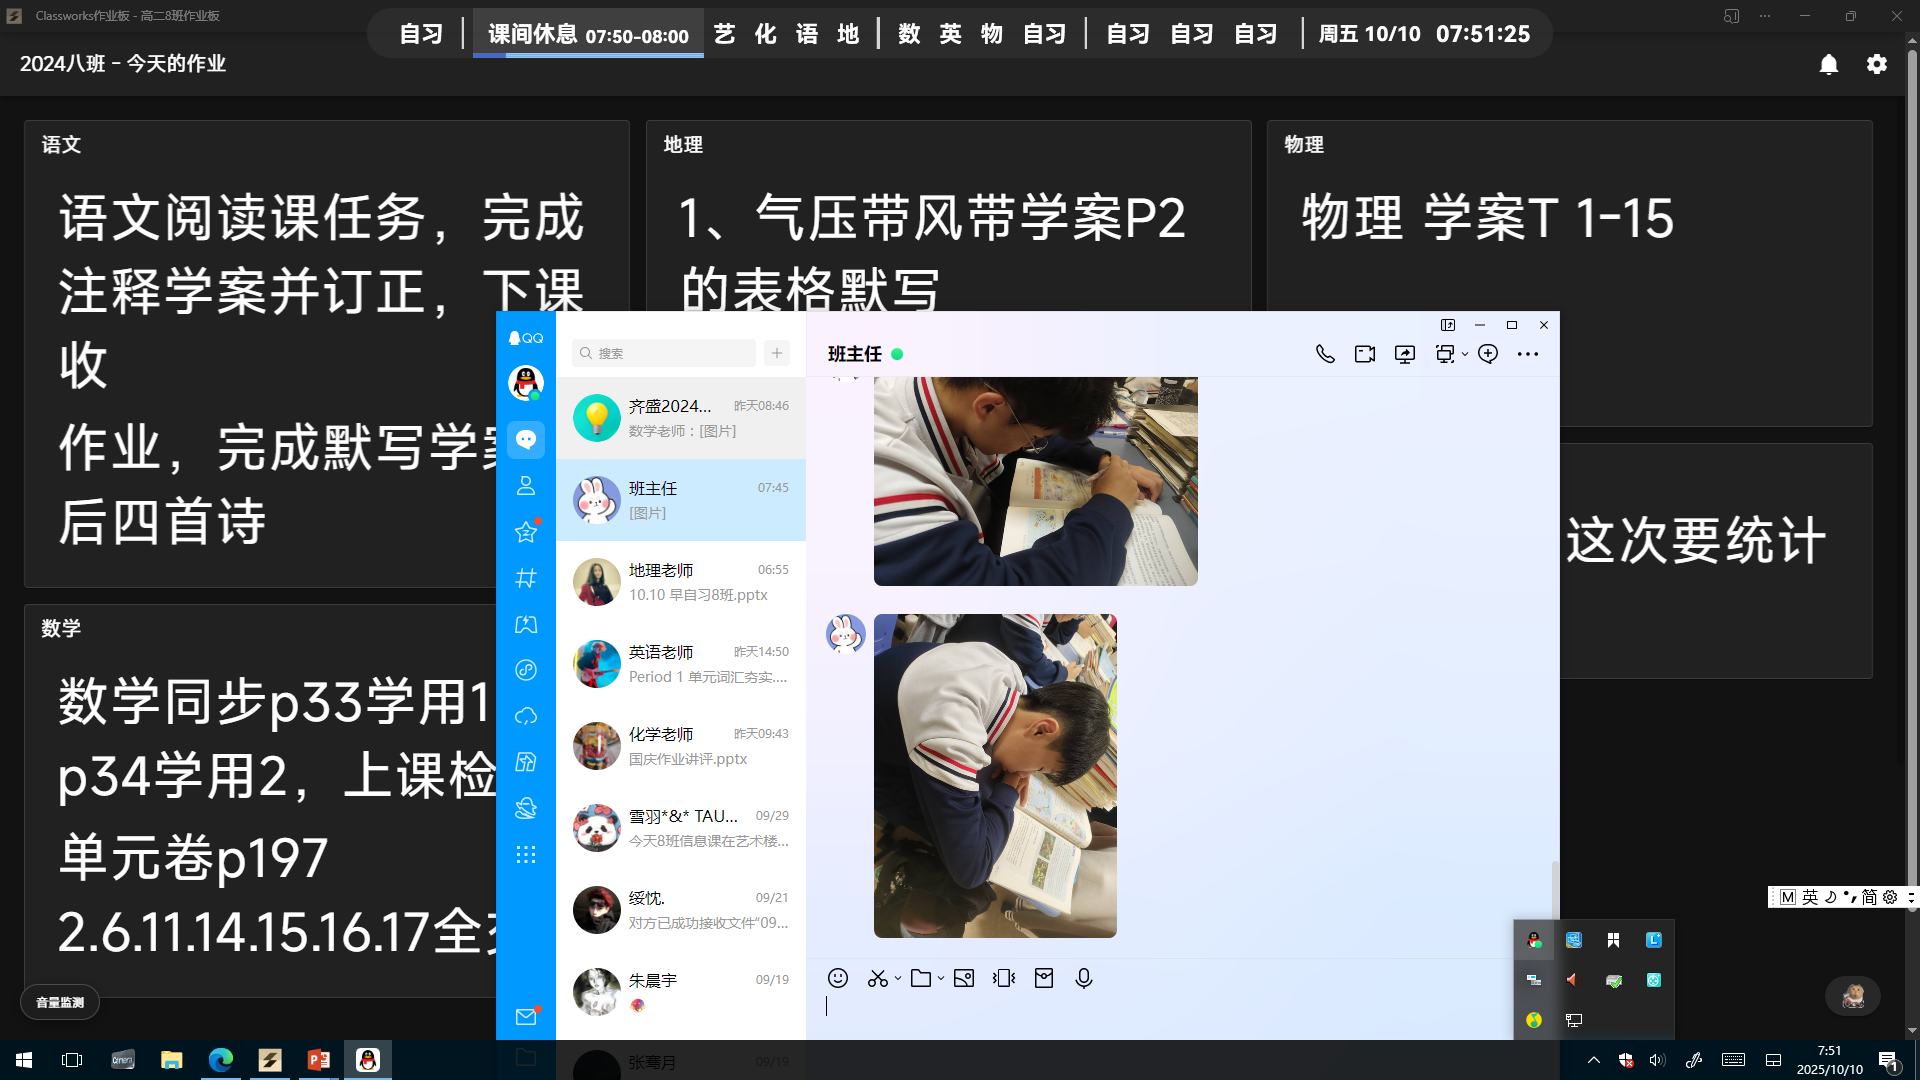 Classworks作业板 - 高二8班作业板
自习
课间休息 07:50-08:00
艺 化 语 地
数 英 物 自习
自习 自习 自习
周五 10/10 07:51:25
2024八班 - 今天的作业
语文
语文阅读课任务，完成
注释学案并订正，下课
收
作业，完成默写学案
后四首诗
地理
1、气压带风带学案P2
的表格默写
物理
物理 学案T 1-15
这次要统计
数学
数学同步p33学用1
p34学用2，上课检
单元卷p197
2.6.11.14.15.16.17全交
音量监测
QQ
搜索
齐盛2024...
昨天08:46
数学老师：[图片]
班主任
07:45
[图片]
地理老师
06:55
10.10 早自习8班.pptx
英语老师
昨天14:50
Period 1 单元词汇夯实....
化学老师
昨天09:43
国庆作业讲评.pptx
雪羽*&* TAU...
09/29
今天8班信息课在艺术楼...
绥忱.
09/21
对方已成功接收文件“09...
朱晨宇
09/19
张骞月
09/19
班主任
M 英 简
7:51
2025/10/10
1